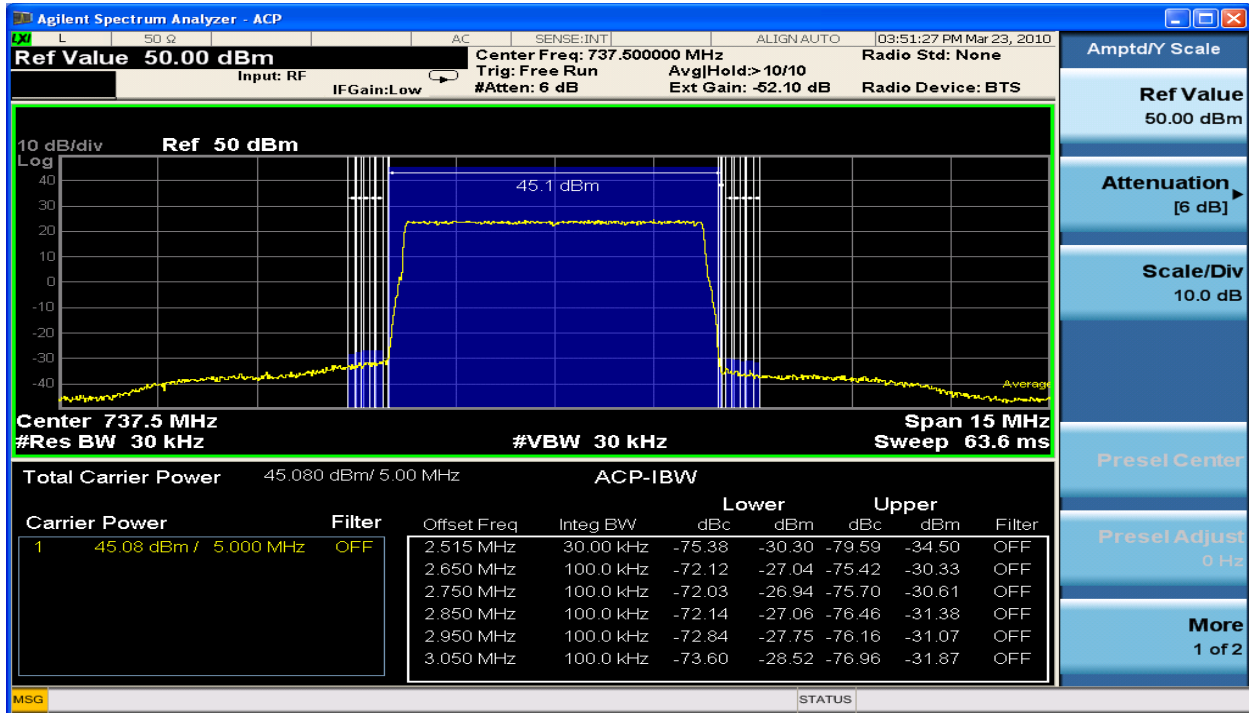 Agilent Spectrum Analyzer - ACP
LXI L 50 Ω AC SENSE:INT ALIGN AUTO 03:51:27 PM Mar 23, 2010
Ref Value 50.00 dBm Center Freq: 737.500000 MHz Radio Std: None
Input: RF Trig: Free Run Avg|Hold:> 10/10
IFGain:Low #Atten: 6 dB Ext Gain: -52.10 dB Radio Device: BTS
10 dB/div Ref 50 dBm
Log
40
45.1 dBm
30
20
10
0
-10
-20
-30
-40
Average
Center 737.5 MHz Span 15 MHz
#Res BW 30 kHz #VBW 30 kHz Sweep 63.6 ms
Total Carrier Power 45.080 dBm/ 5.00 MHz ACP-IBW
Lower Upper
Carrier Power Filter Offset Freq Integ BW dBc dBm dBc dBm Filter
1 45.08 dBm / 5.000 MHz OFF 2.515 MHz 30.00 kHz -75.38 -30.30 -79.59 -34.50 OFF
2.650 MHz 100.0 kHz -72.12 -27.04 -75.42 -30.33 OFF
2.750 MHz 100.0 kHz -72.03 -26.94 -75.70 -30.61 OFF
2.850 MHz 100.0 kHz -72.14 -27.06 -76.46 -31.38 OFF
2.950 MHz 100.0 kHz -72.84 -27.75 -76.16 -31.07 OFF
3.050 MHz 100.0 kHz -73.60 -28.52 -76.96 -31.87 OFF
MSG STATUS
Amptd/Y Scale
Ref Value
50.00 dBm
Attenuation
[6 dB]
Scale/Div
10.0 dB
Presel Center
Presel Adjust
0 Hz
More
1 of 2